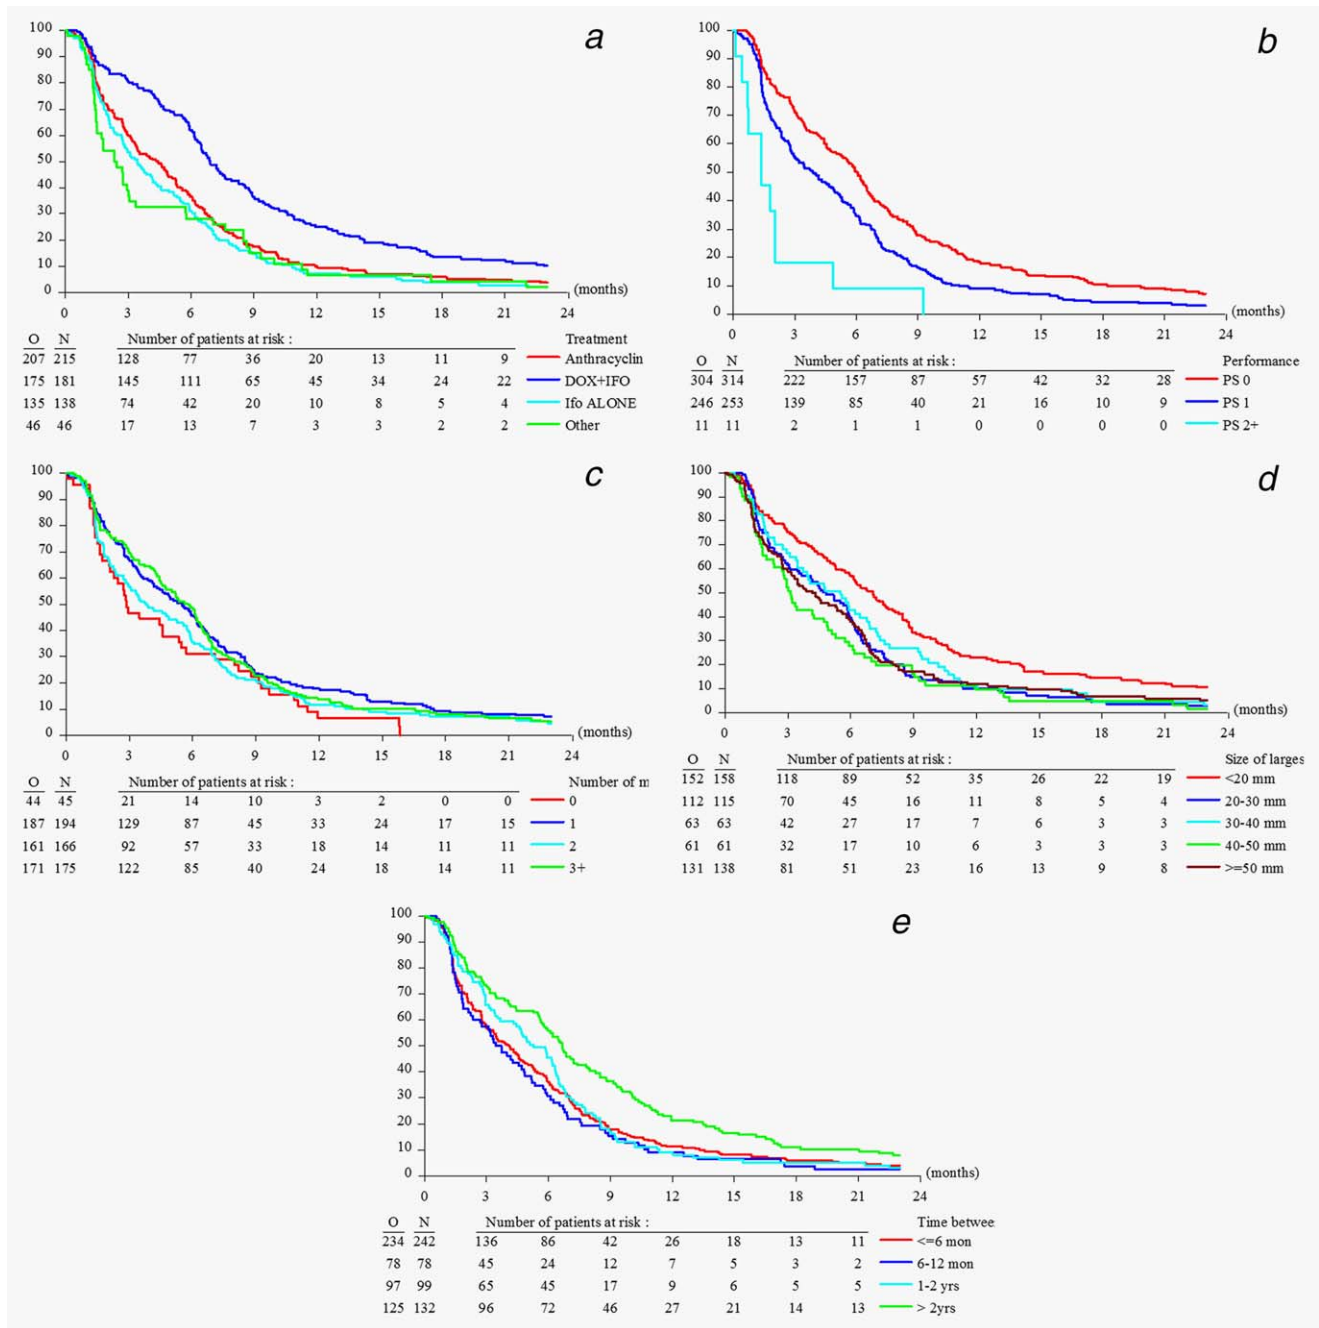 a
100
90
80
70
60
50
40
30
20
10
0
(months)
0 3 6 9 12 15 18 21 24
O N Number of patients at risk : Treatment
207 215 128 77 36 20 13 11 9 Anthracyclin
175 181 145 111 65 45 34 24 22 DOX+IFO
135 138 74 42 20 10 8 5 4 Ifo ALONE
46 46 17 13 7 3 3 2 2 Other
b
100
90
80
70
60
50
40
30
20
10
0
(months)
0 3 6 9 12 15 18 21 24
O N Number of patients at risk : Performance
304 314 222 157 87 57 42 32 28 PS 0
246 253 139 85 40 21 16 10 9 PS 1
11 11 2 1 1 0 0 0 0 PS 2+
c
100
90
80
70
60
50
40
30
20
10
0
(months)
0 3 6 9 12 15 18 21 24
O N Number of patients at risk : Number of m
44 45 21 14 10 3 2 0 0 0
187 194 129 87 45 33 24 17 15 1
161 166 92 57 33 18 14 11 11 2
171 175 122 85 40 24 18 14 11 3+
d
100
90
80
70
60
50
40
30
20
10
0
(months)
0 3 6 9 12 15 18 21 24
O N Number of patients at risk : Size of larges
152 158 118 89 52 35 26 22 19 <20 mm
112 115 70 45 16 11 8 5 4 20-30 mm
63 63 42 27 17 7 6 3 3 30-40 mm
61 61 32 17 10 6 3 3 3 40-50 mm
131 138 81 51 23 16 13 9 8 >=50 mm
e
100
90
80
70
60
50
40
30
20
10
0
(months)
0 3 6 9 12 15 18 21 24
O N Number of patients at risk : Time betwee
234 242 136 86 42 26 18 13 11 <=6 mon
78 78 45 24 12 7 5 3 2 6-12 mon
97 99 65 45 17 9 6 5 5 1-2 yrs
125 132 96 72 46 27 21 14 13 > 2yrs